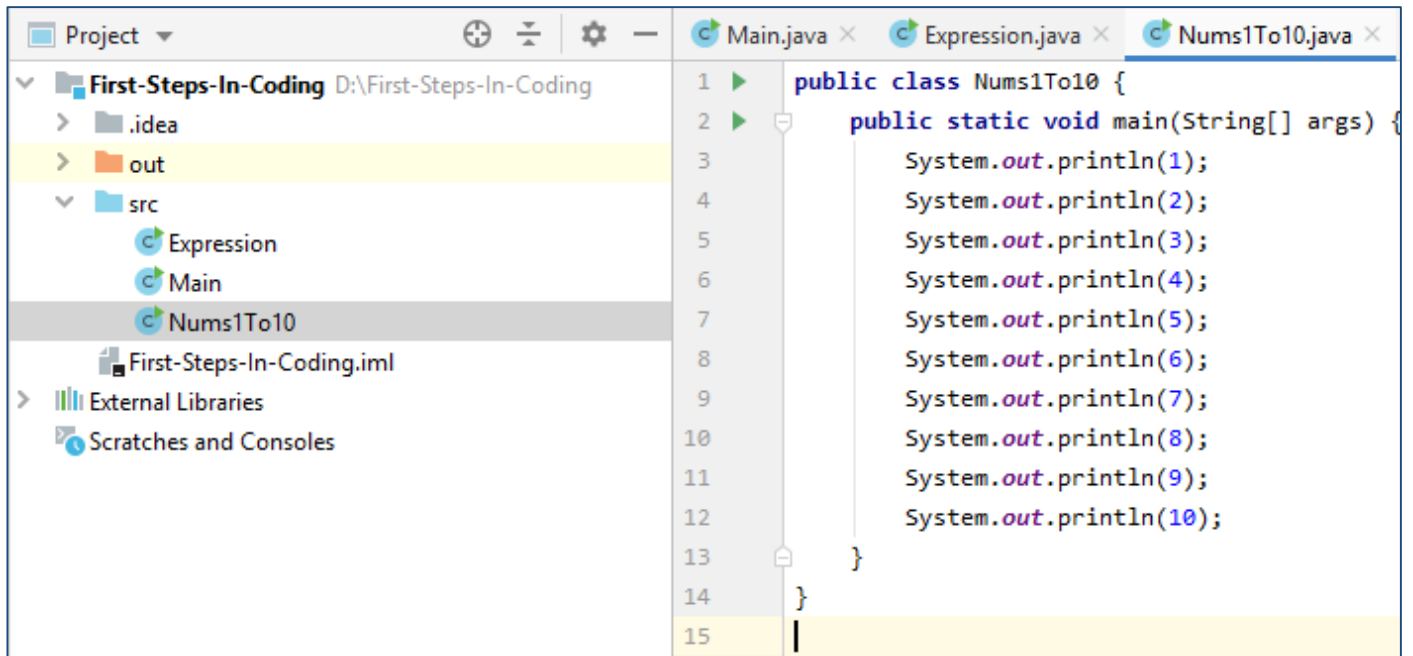 Project
First-Steps-In-Coding D:\First-Steps-In-Coding
.idea
out
src
Expression
Main
Nums1To10
First-Steps-In-Coding.iml
External Libraries
Scratches and Consoles
Main.java Expression.java Nums1To10.java
1 public class Nums1To10 {
2 public static void main(String[] args) {
3 System.out.println(1);
4 System.out.println(2);
5 System.out.println(3);
6 System.out.println(4);
7 System.out.println(5);
8 System.out.println(6);
9 System.out.println(7);
10 System.out.println(8);
11 System.out.println(9);
12 System.out.println(10);
13 }
14 }
15